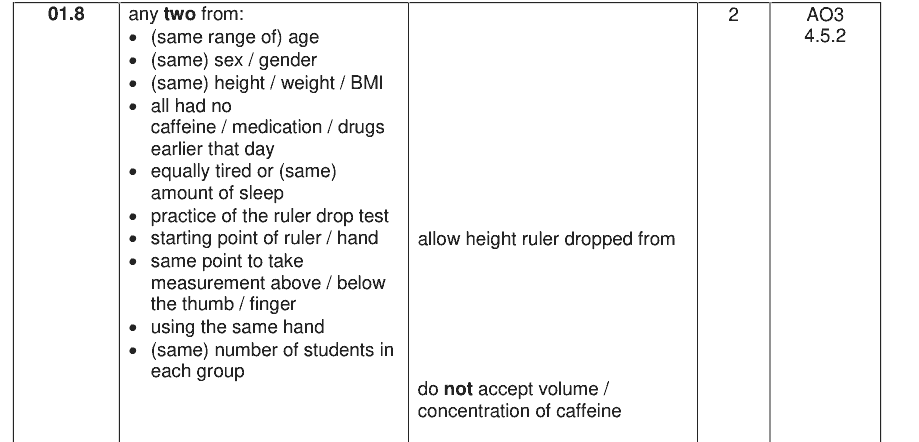 01.8
any two from:
• (same range of) age
• (same) sex / gender
• (same) height / weight / BMI
• all had no
caffeine / medication / drugs
earlier that day
• equally tired or (same)
amount of sleep
• practice of the ruler drop test
• starting point of ruler / hand
• same point to take
measurement above / below
the thumb / finger
• using the same hand
• (same) number of students in
each group
allow height ruler dropped from
do not accept volume /
concentration of caffeine
2
AO3
4.5.2